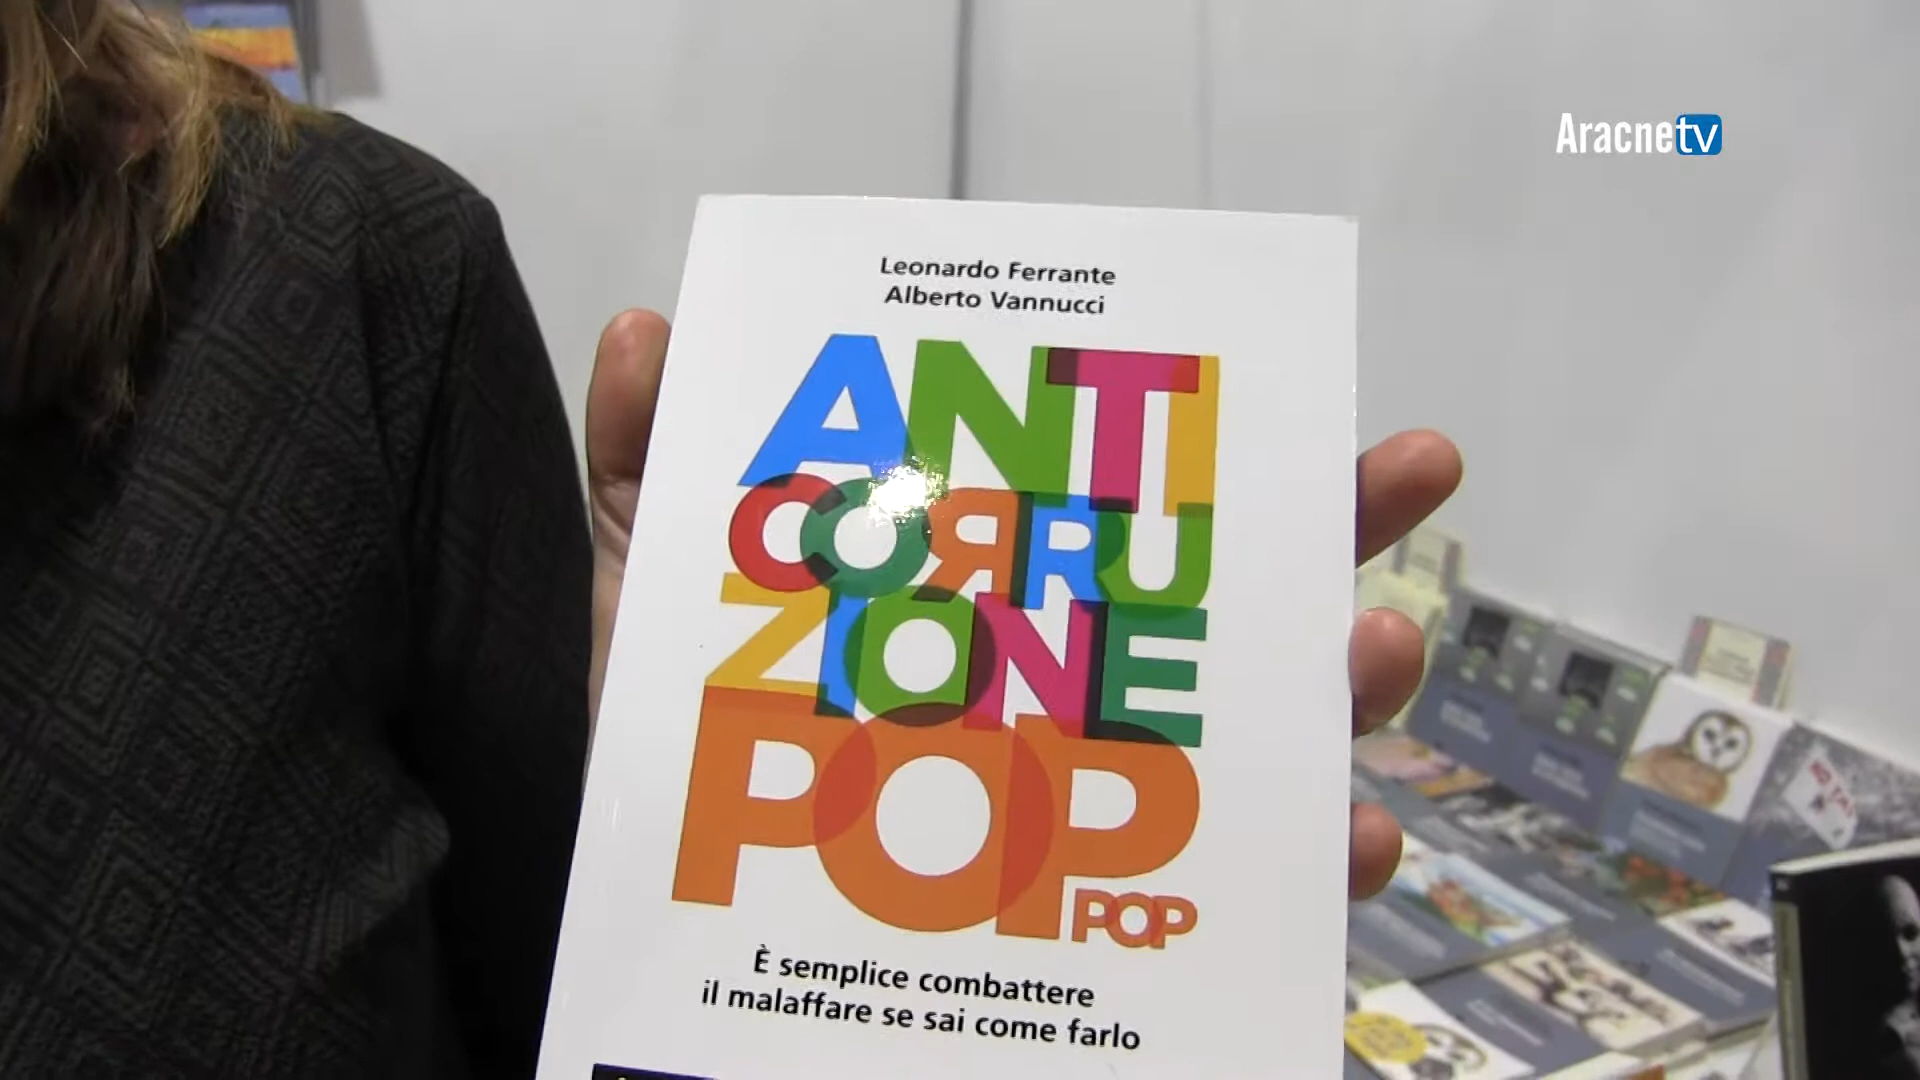 Aracnetv
Leonardo Ferrante
Alberto Vannucci
ANTI
CORRU
ZIONE
POP
POP
È semplice combattere
il malaffare se sai come farlo